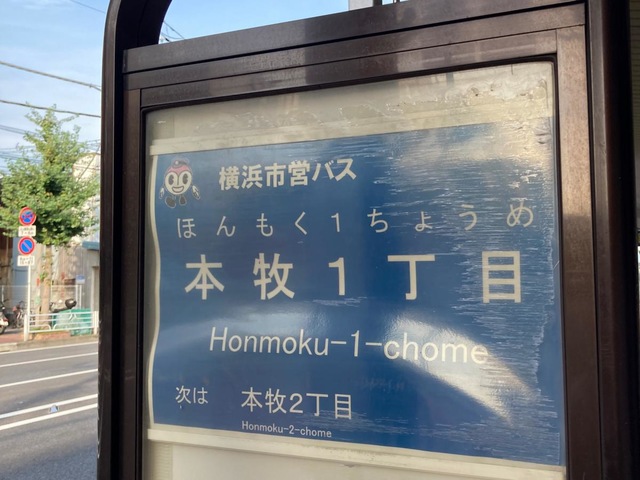 横浜市営バス
ほんもく1ちょうめ
本牧1丁目
Honmoku-1-chome
次は 本牧2丁目
Honmoku-2-chome